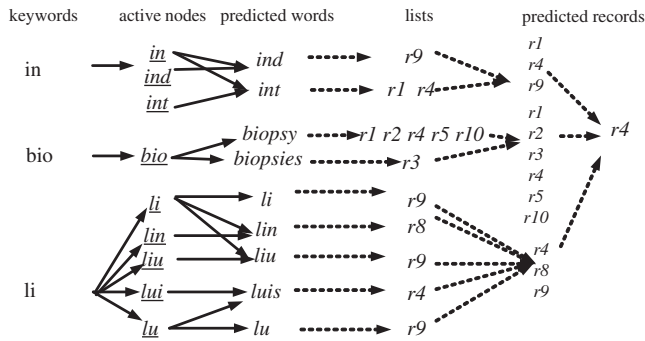 keywords active nodes predicted words lists predicted records
in in ind r9 r1
ind int r1 r4 r4
int r9
bio bio biopsy r1 r2 r4 r5 r10 r1
biopsies r3 r2
r3
r4
r5
r10
r4
li li li r9 r4
lin lin r8 r8
liu liu r9 r9
lui luis r4
lu lu r9